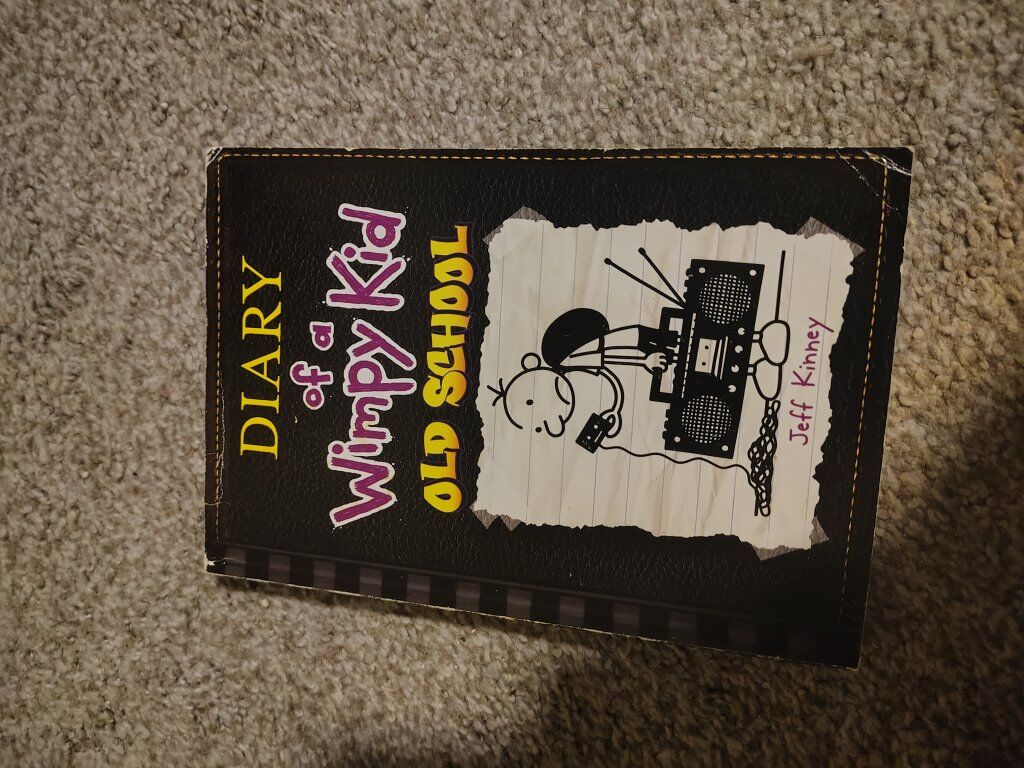 DIARY
of a
Wimpy Kid
OLD SCHOOL
Jeff Kinney